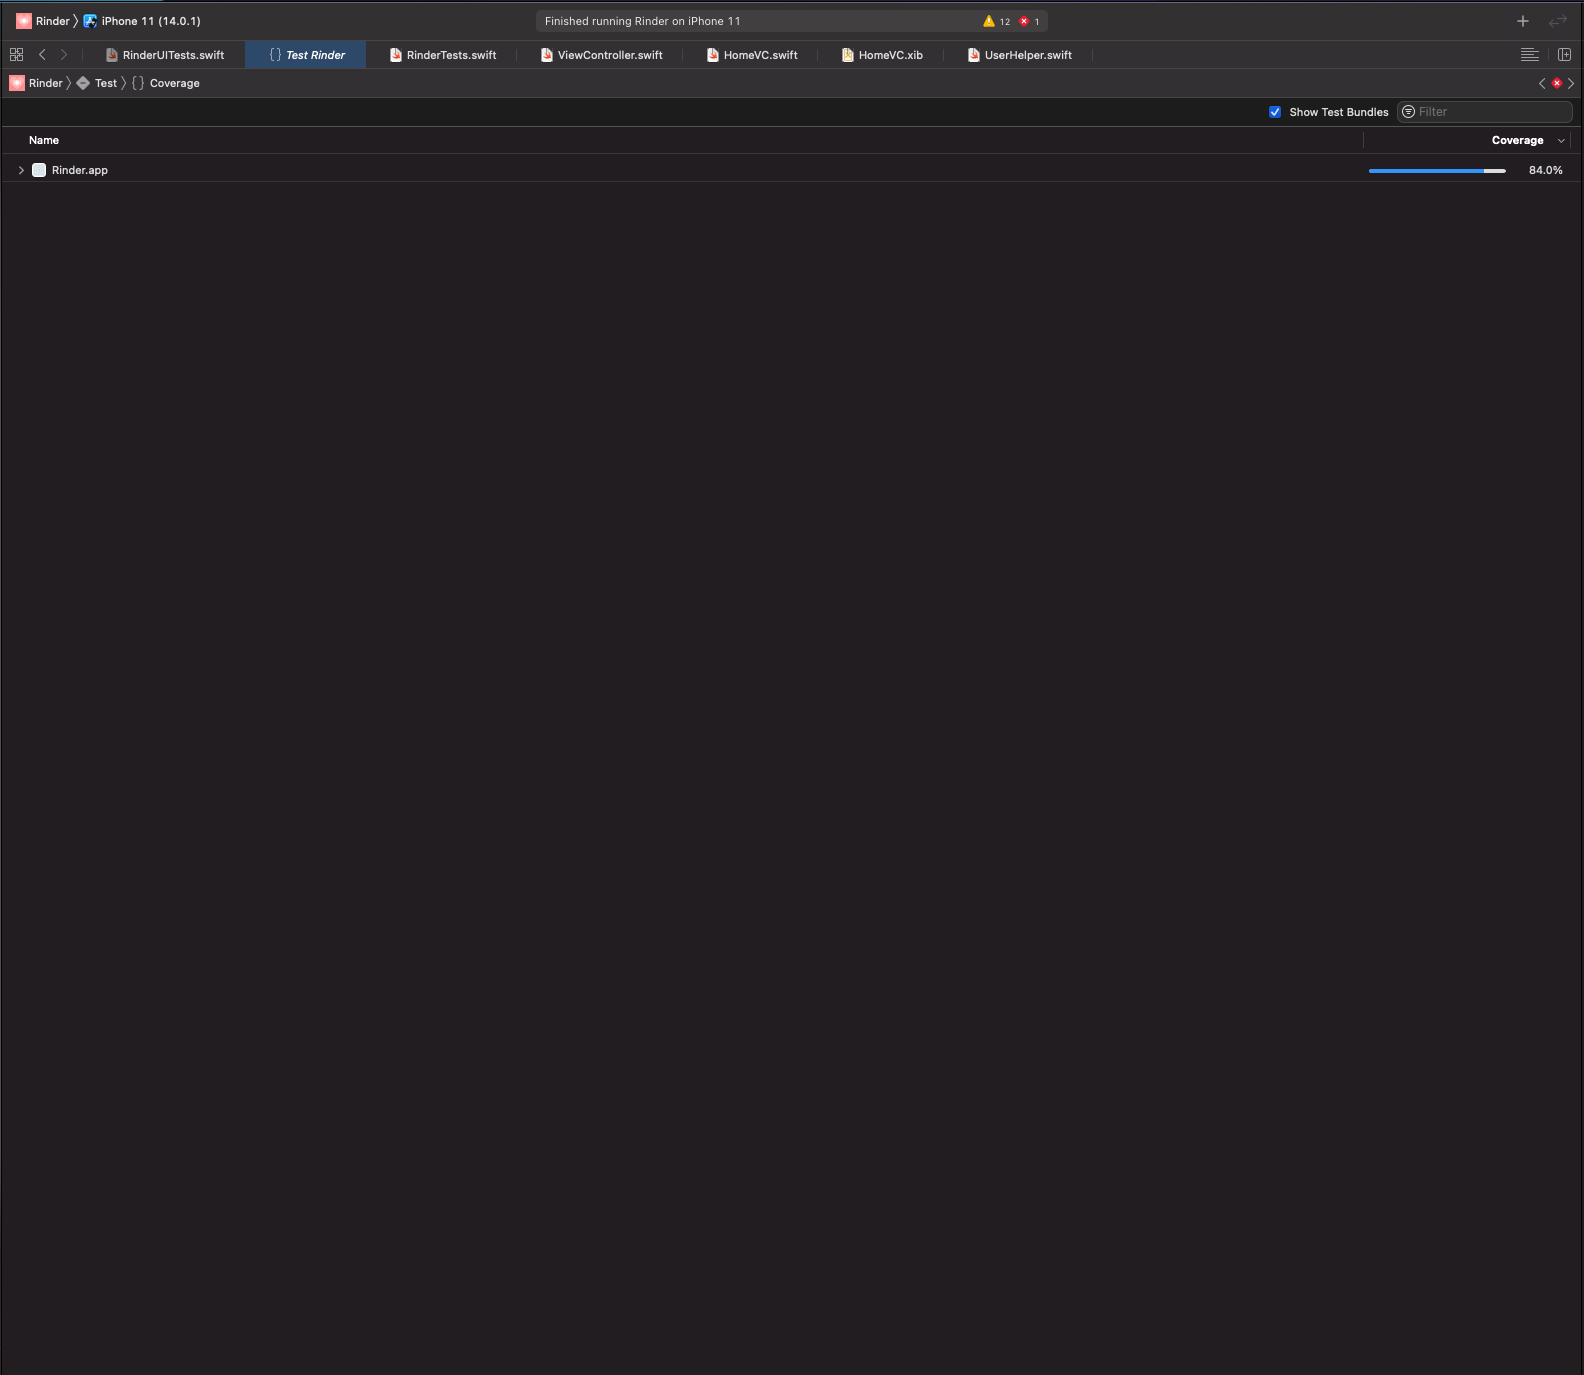 Rinder iPhone 11 (14.0.1) Finished running Rinder on iPhone 11 12 1
RinderUITests.swift {} Test Rinder RinderTests.swift ViewController.swift HomeVC.swift HomeVC.xib UserHelper.swift
Rinder Test {} Coverage
Show Test Bundles Filter
Name Coverage
Rinder.app 84.0%